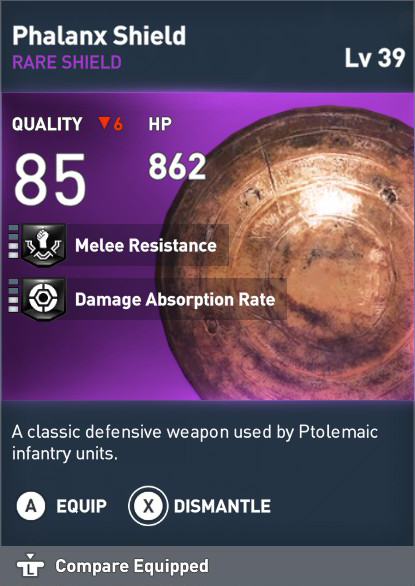 Phalanx Shield
RARE SHIELD
Lv 39
QUALITY ▼6 HP
85 862
Melee Resistance
Damage Absorption Rate
A classic defensive weapon used by Ptolemaic
infantry units.
A EQUIP X DISMANTLE
L Compare Equipped